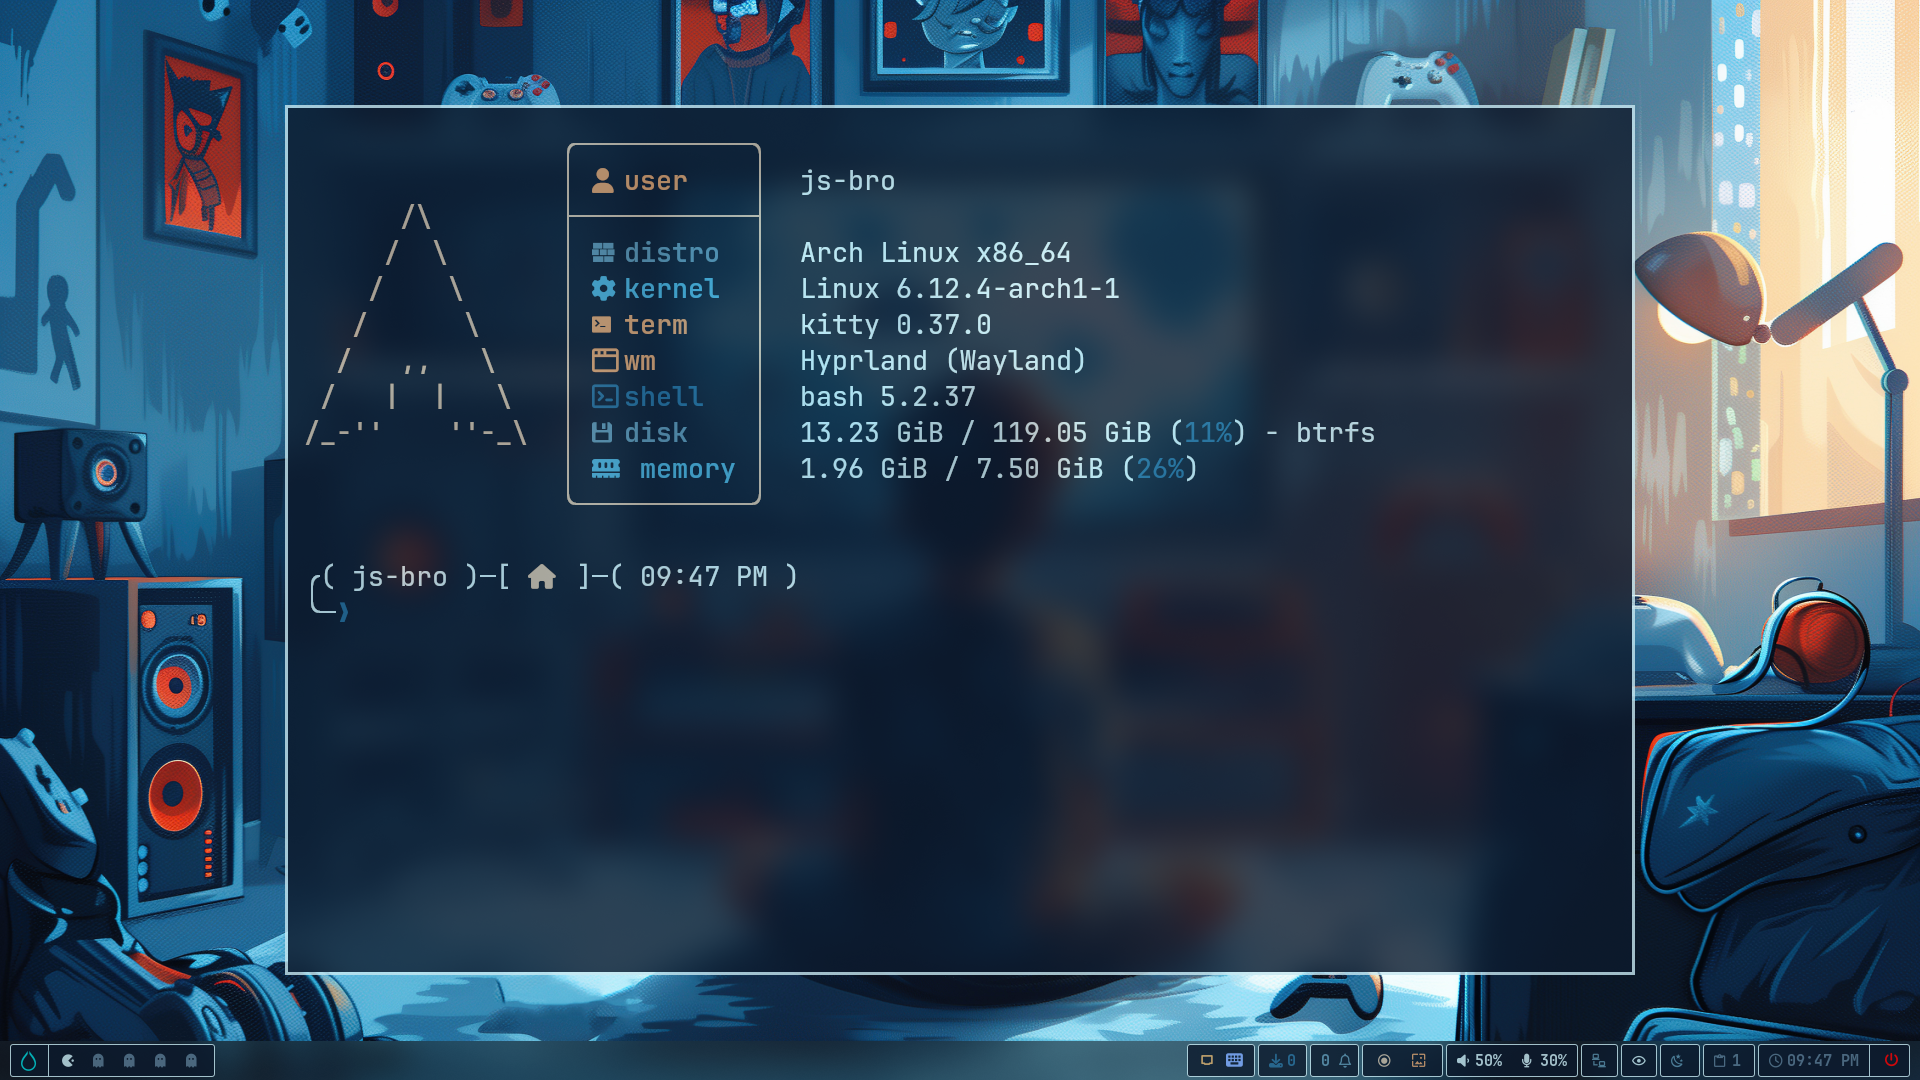 user js-bro
distro Arch Linux x86_64
kernel Linux 6.12.4-arch1-1
term kitty 0.37.0
wm Hyprland (Wayland)
shell bash 5.2.37
disk 13.23 GiB / 119.05 GiB (11%) - btrfs
memory 1.96 GiB / 7.50 GiB (26%)
( js-bro )-[ ]-( 09:47 PM )
0 0 50% 30% 1 09:47 PM